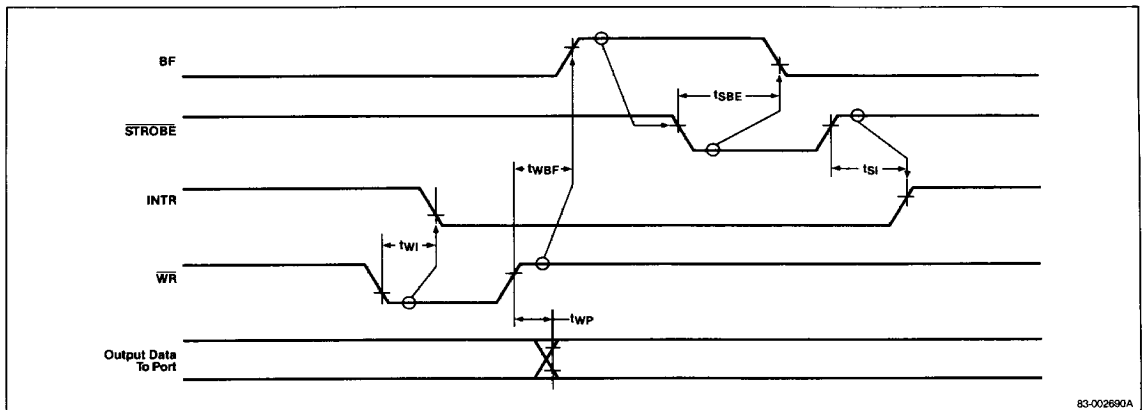 BF
tSBE
STROBE
tWBF
tSI
INTR
tWI
WR
tWP
Output Data
To Port
83-002690A